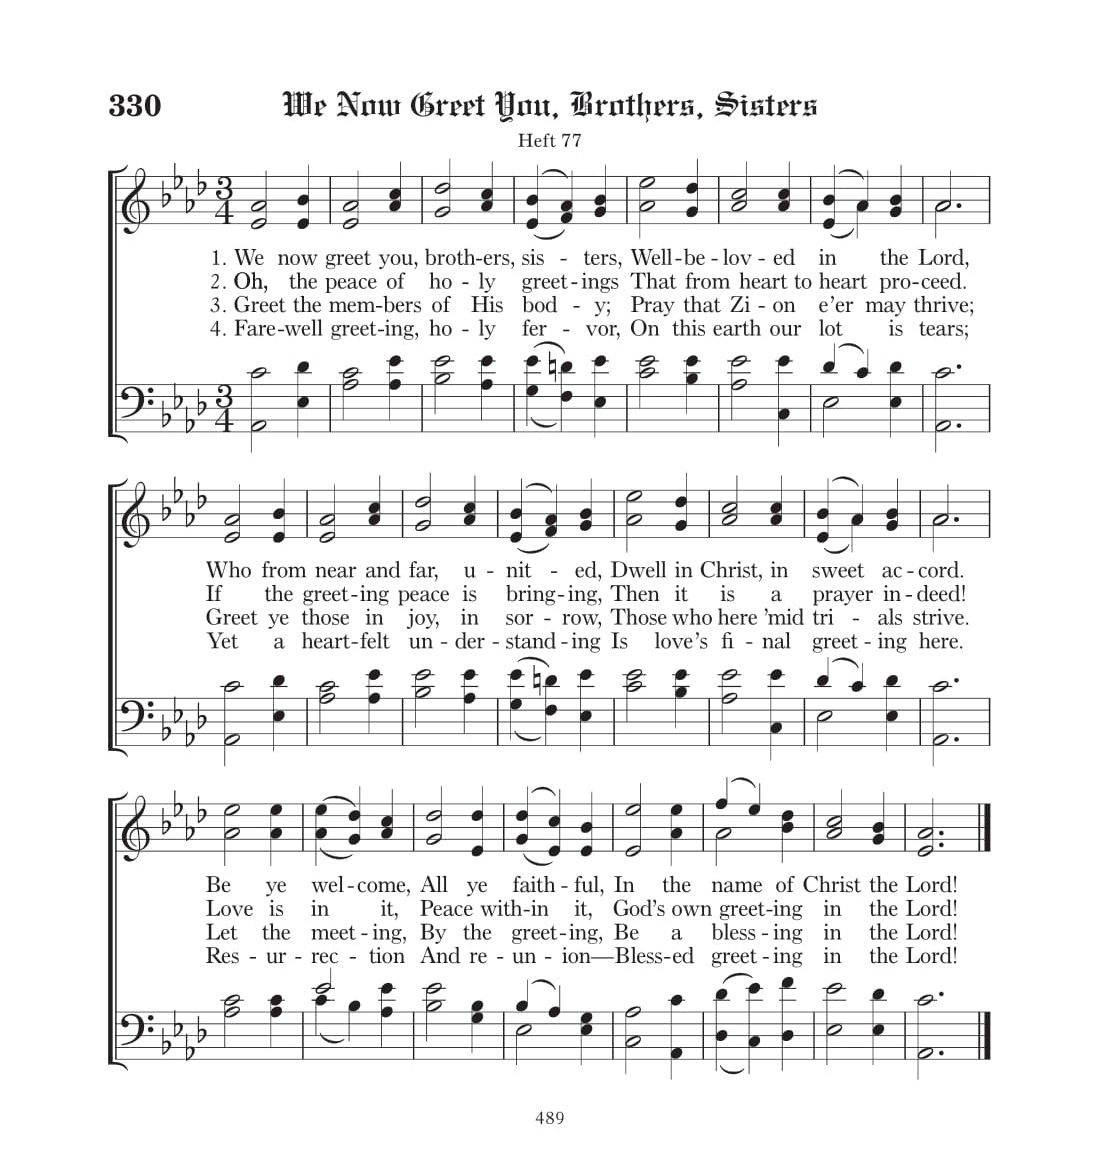 330 We Now Greet You, Brothers, Sisters
Heft 77
1. We now greet you, broth-ers, sis - ters, Well-be-lov - ed in the Lord,
2. Oh, the peace of ho - ly greet-ings That from heart to heart pro-ceed.
3. Greet the mem-bers of His bod - y; Pray that Zi - on e'er may thrive;
4. Fare-well greet-ing, ho - ly fer - vor, On this earth our lot is tears;
Who from near and far, u - nit - ed, Dwell in Christ, in sweet ac-cord.
If the greet-ing peace is bring-ing, Then it is a prayer in-deed!
Greet ye those in joy, in sor - row, Those who here 'mid tri - als strive.
Yet a heart-felt un-der-stand-ing Is love's fi - nal greet-ing here.
Be ye wel-come, All ye faith-ful, In the name of Christ the Lord!
Love is in it, Peace with-in it, God's own greet-ing in the Lord!
Let the meet-ing, By the greet-ing, Be a bless-ing in the Lord!
Res - ur - rec - tion And re-un-ion—Bless-ed greet-ing in the Lord!
489